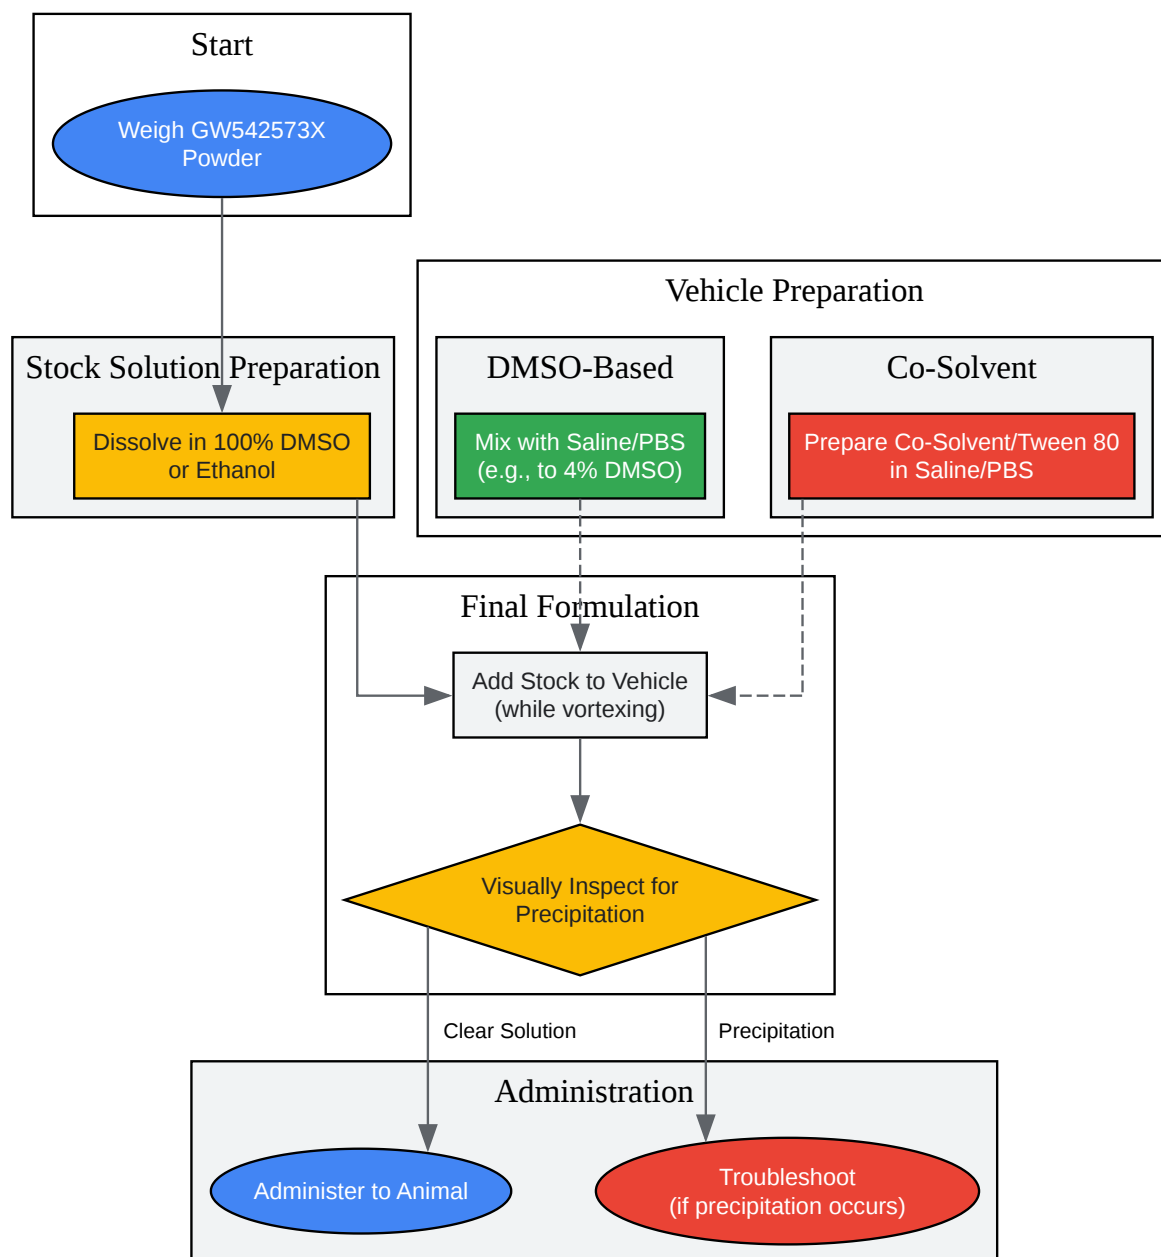 Start
Weigh GW542573X
Powder
Vehicle Preparation
Stock Solution Preparation
Dissolve in 100% DMSO
or Ethanol
DMSO-Based
Mix with Saline/PBS
(e.g., to 4% DMSO)
Co-Solvent
Prepare Co-Solvent/Tween 80
in Saline/PBS
Final Formulation
Add Stock to Vehicle
(while vortexing)
Visually Inspect for
Precipitation
Clear Solution
Precipitation
Administration
Administer to Animal
Troubleshoot
(if precipitation occurs)